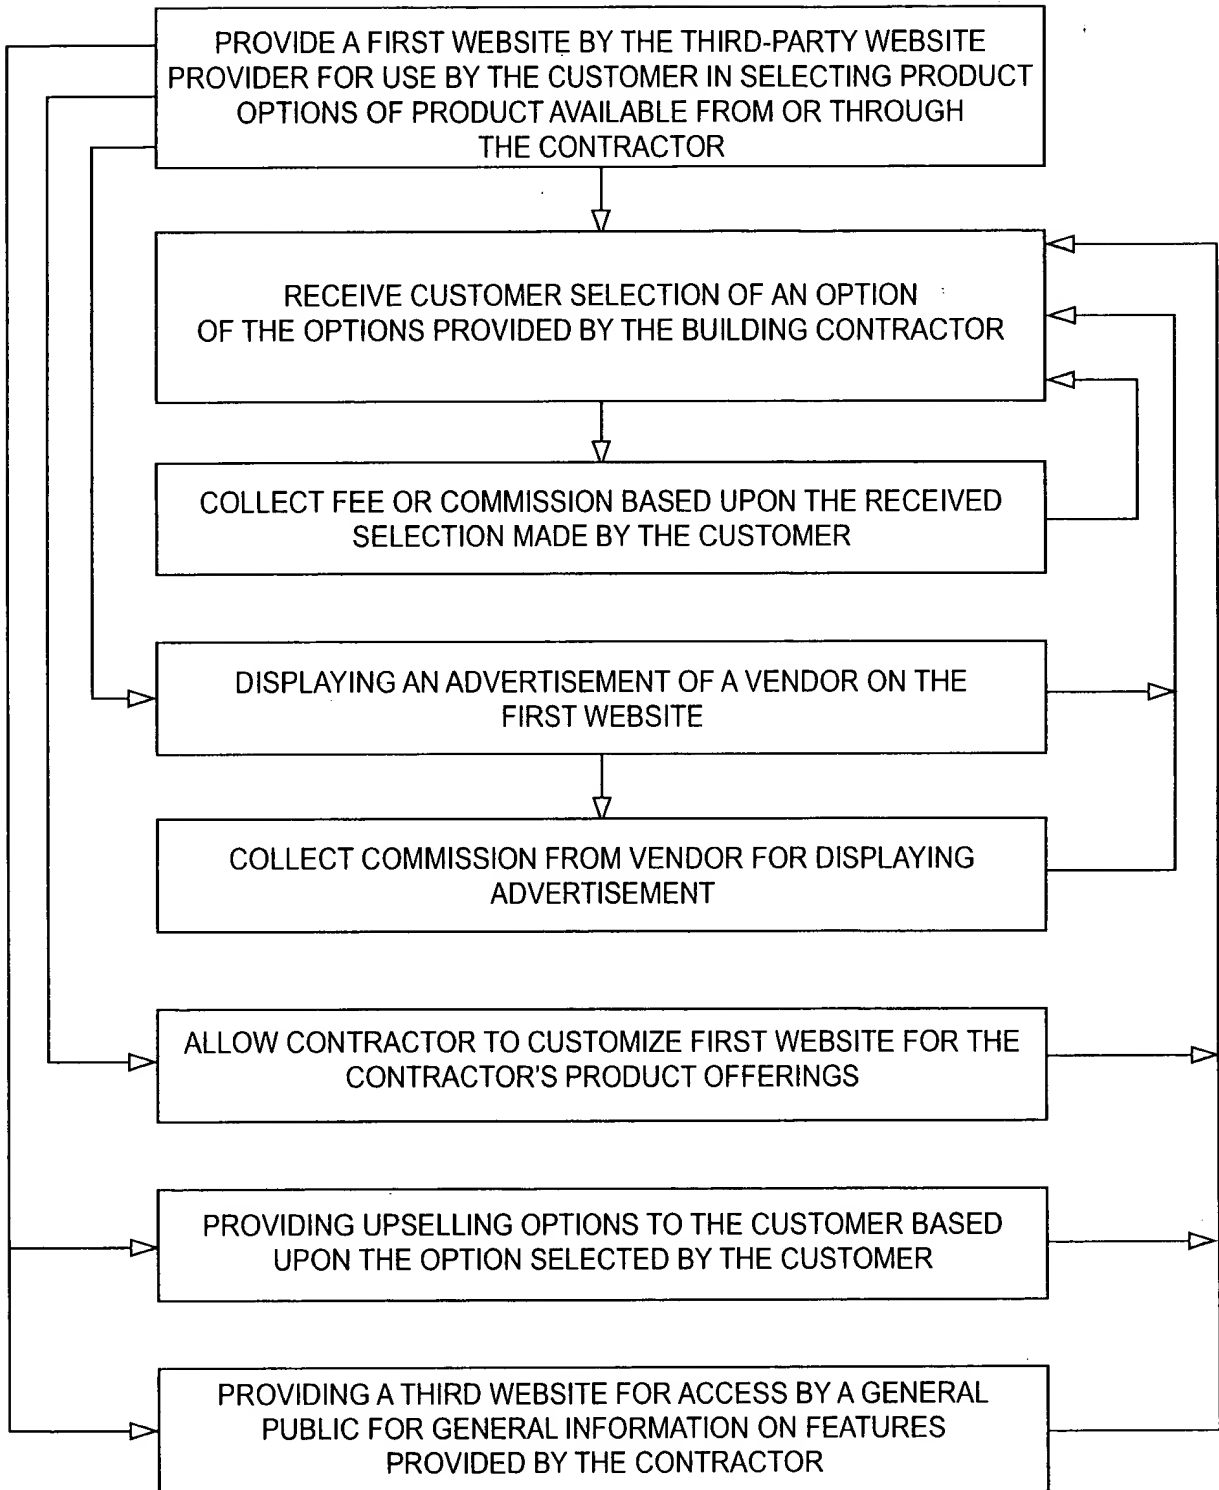 PROVIDE A FIRST WEBSITE BY THE THIRD-PARTY WEBSITE
PROVIDER FOR USE BY THE CUSTOMER IN SELECTING PRODUCT
OPTIONS OF PRODUCT AVAILABLE FROM OR THROUGH
THE CONTRACTOR
RECEIVE CUSTOMER SELECTION OF AN OPTION
OF THE OPTIONS PROVIDED BY THE BUILDING CONTRACTOR
COLLECT FEE OR COMMISSION BASED UPON THE RECEIVED
SELECTION MADE BY THE CUSTOMER
DISPLAYING AN ADVERTISEMENT OF A VENDOR ON THE
FIRST WEBSITE
COLLECT COMMISSION FROM VENDOR FOR DISPLAYING
ADVERTISEMENT
ALLOW CONTRACTOR TO CUSTOMIZE FIRST WEBSITE FOR THE
CONTRACTOR'S PRODUCT OFFERINGS
PROVIDING UPSELLING OPTIONS TO THE CUSTOMER BASED
UPON THE OPTION SELECTED BY THE CUSTOMER
PROVIDING A THIRD WEBSITE FOR ACCESS BY A GENERAL
PUBLIC FOR GENERAL INFORMATION ON FEATURES
PROVIDED BY THE CONTRACTOR